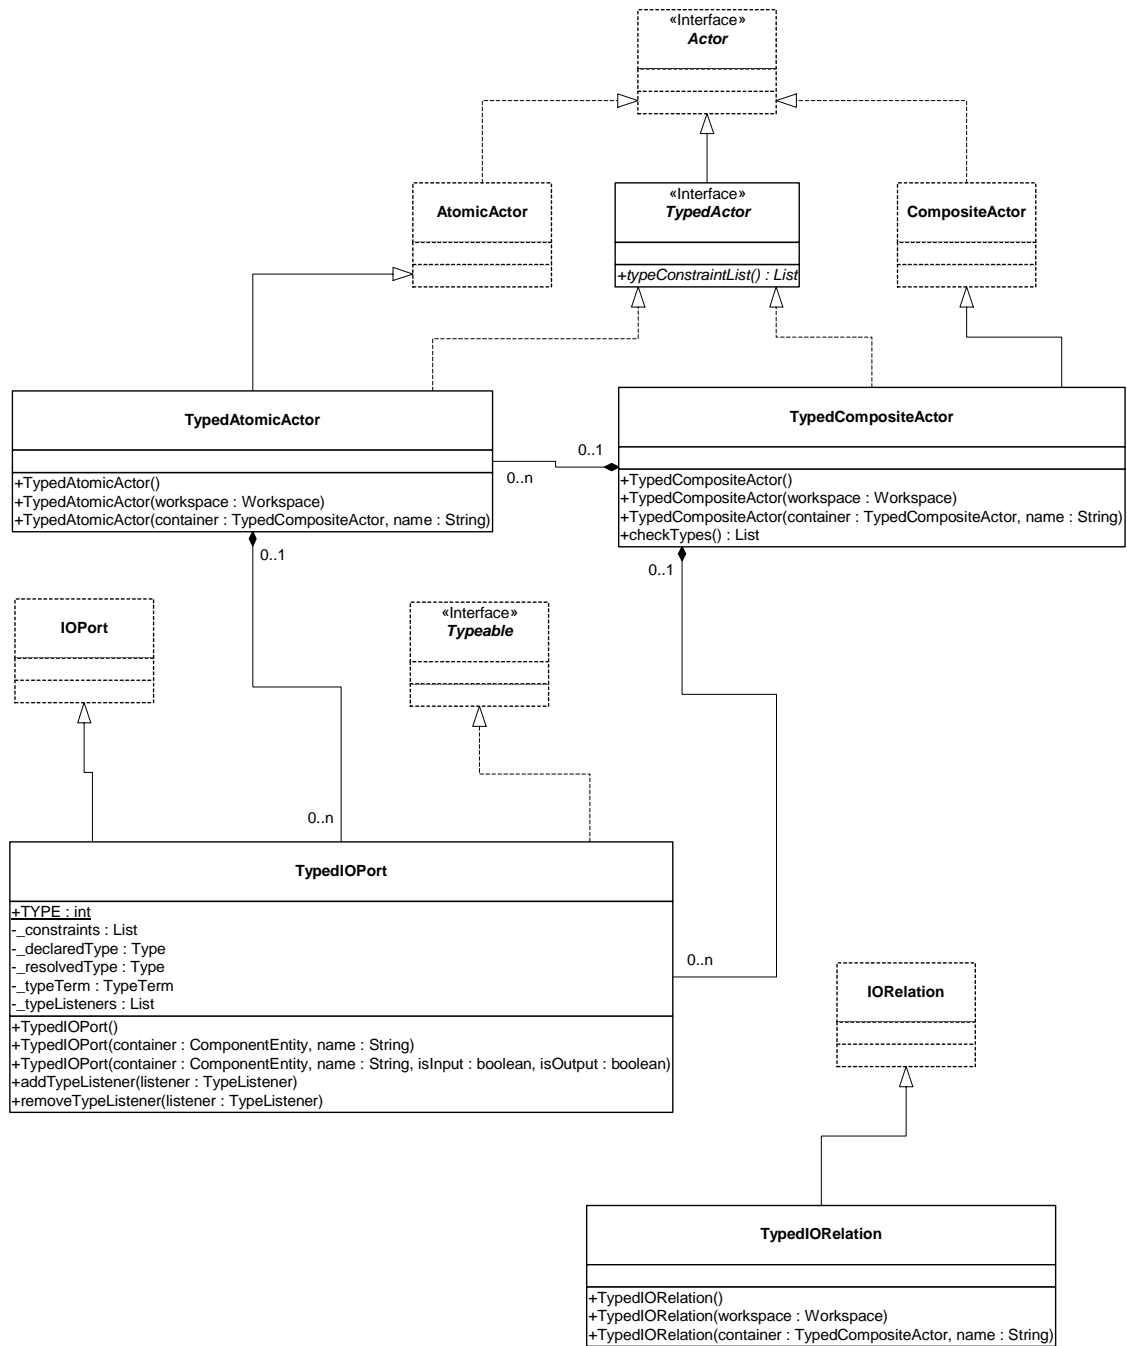 «Interface»
Actor
AtomicActor
«Interface»
TypedActor
+typeConstraintList() : List
CompositeActor
TypedAtomicActor
+TypedAtomicActor()
+TypedAtomicActor(workspace : Workspace)
+TypedAtomicActor(container : TypedCompositeActor, name : String)
0..1
0..n
TypedCompositeActor
+TypedCompositeActor()
+TypedCompositeActor(workspace : Workspace)
+TypedCompositeActor(container : TypedCompositeActor, name : String)
+checkTypes() : List
0..1
0..1
IOPort
«Interface»
Typeable
0..n
TypedIOPort
+TYPE : int
-_constraints : List
-_declaredType : Type
-_resolvedType : Type
-_typeTerm : TypeTerm
-_typeListeners : List
+TypedIOPort()
+TypedIOPort(container : ComponentEntity, name : String)
+TypedIOPort(container : ComponentEntity, name : String, isInput : boolean, isOutput : boolean)
+addTypeListener(listener : TypeListener)
+removeTypeListener(listener : TypeListener)
0..n
IORelation
TypedIORelation
+TypedIORelation()
+TypedIORelation(workspace : Workspace)
+TypedIORelation(container : TypedCompositeActor, name : String)